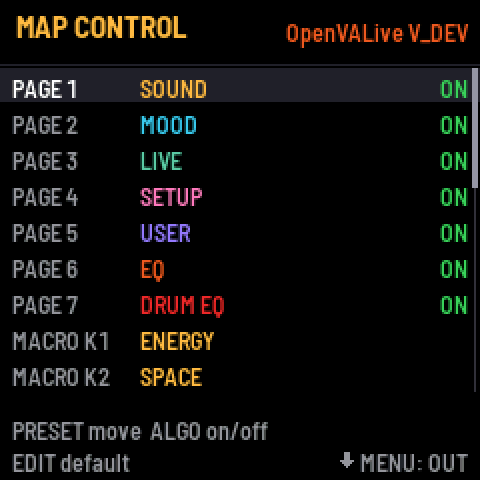 MAP CONTROL OpenVALive V_DEV
PAGE 1 SOUND ON
PAGE 2 MOOD ON
PAGE 3 LIVE ON
PAGE 4 SETUP ON
PAGE 5 USER ON
PAGE 6 EQ ON
PAGE 7 DRUM EQ ON
MACRO K1 ENERGY
MACRO K2 SPACE
PRESET move ALGO on/off
EDIT default MENU: OUT